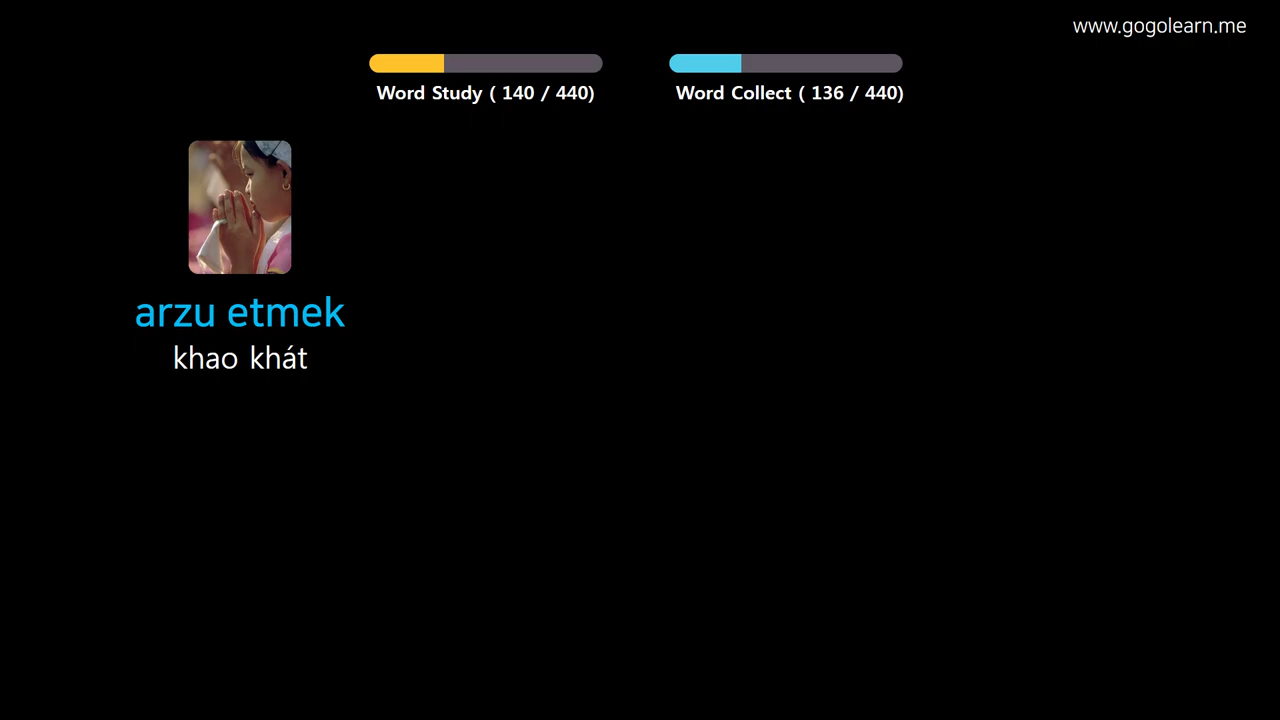 www.gogolearn.me
Word Study ( 140 / 440)
Word Collect ( 136 / 440)
arzu etmek
khao khát